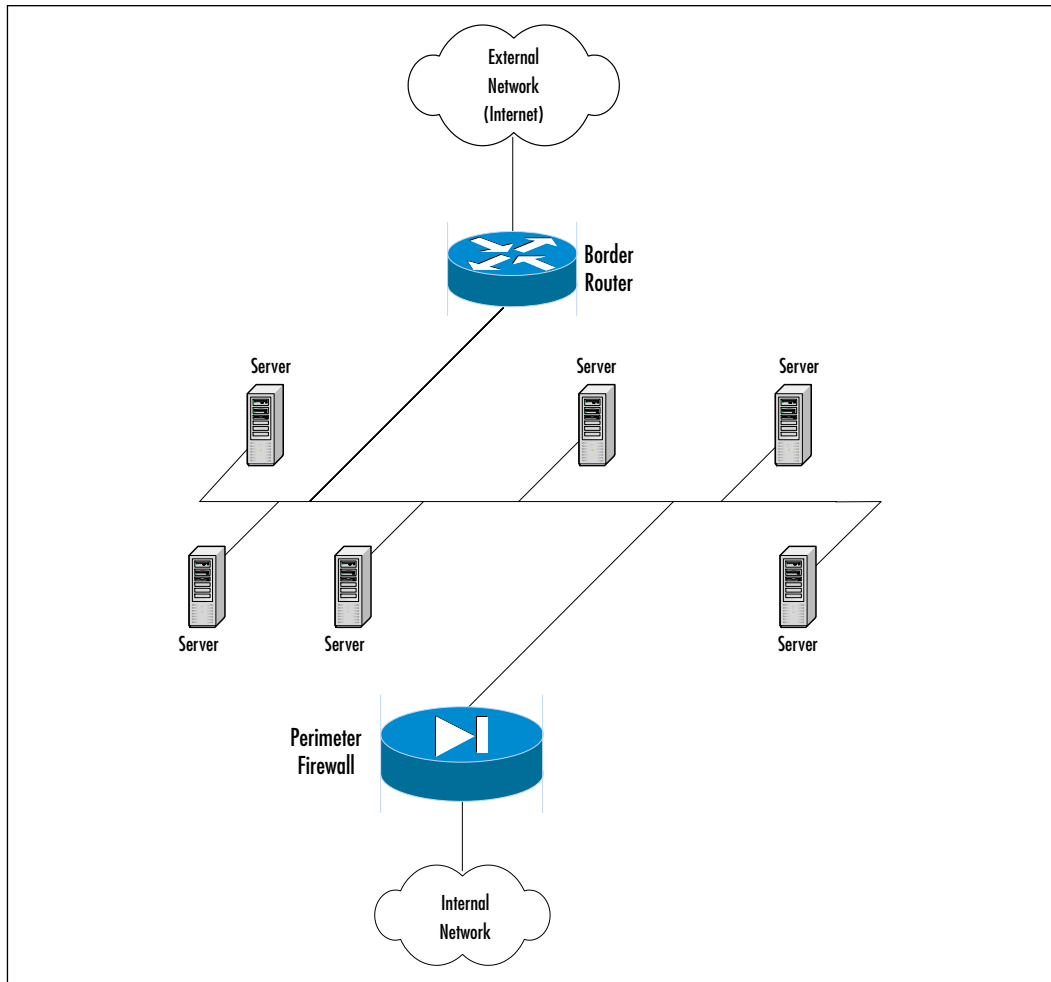 External
Network
(Internet)
Border
Router
Server
Server
Server
Server
Server
Server
Perimeter
Firewall
Internal
Network